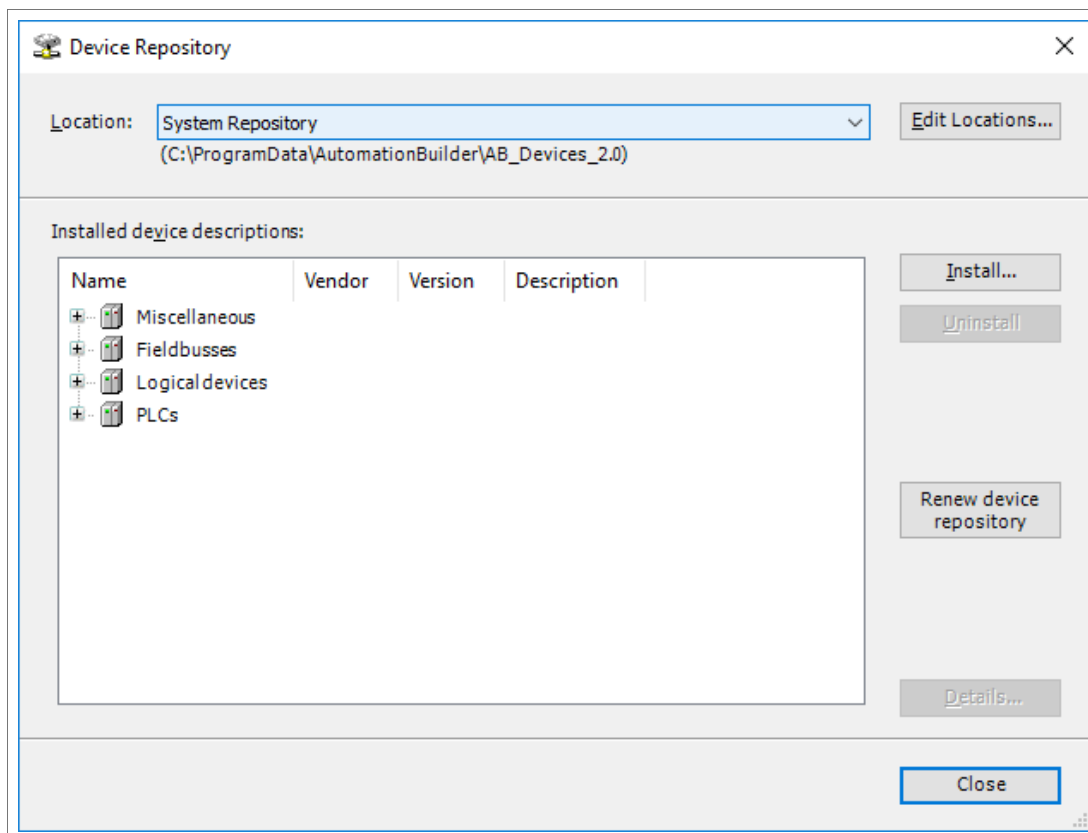 Device Repository
Location: System Repository Edit Locations...
(C:\ProgramData\AutomationBuilder\AB_Devices_2.0)
Installed device descriptions:
Name Vendor Version Description
Miscellaneous
Fieldbusses
Logical devices
PLCs
Install...
Uninstall
Renew device
repository
Details...
Close